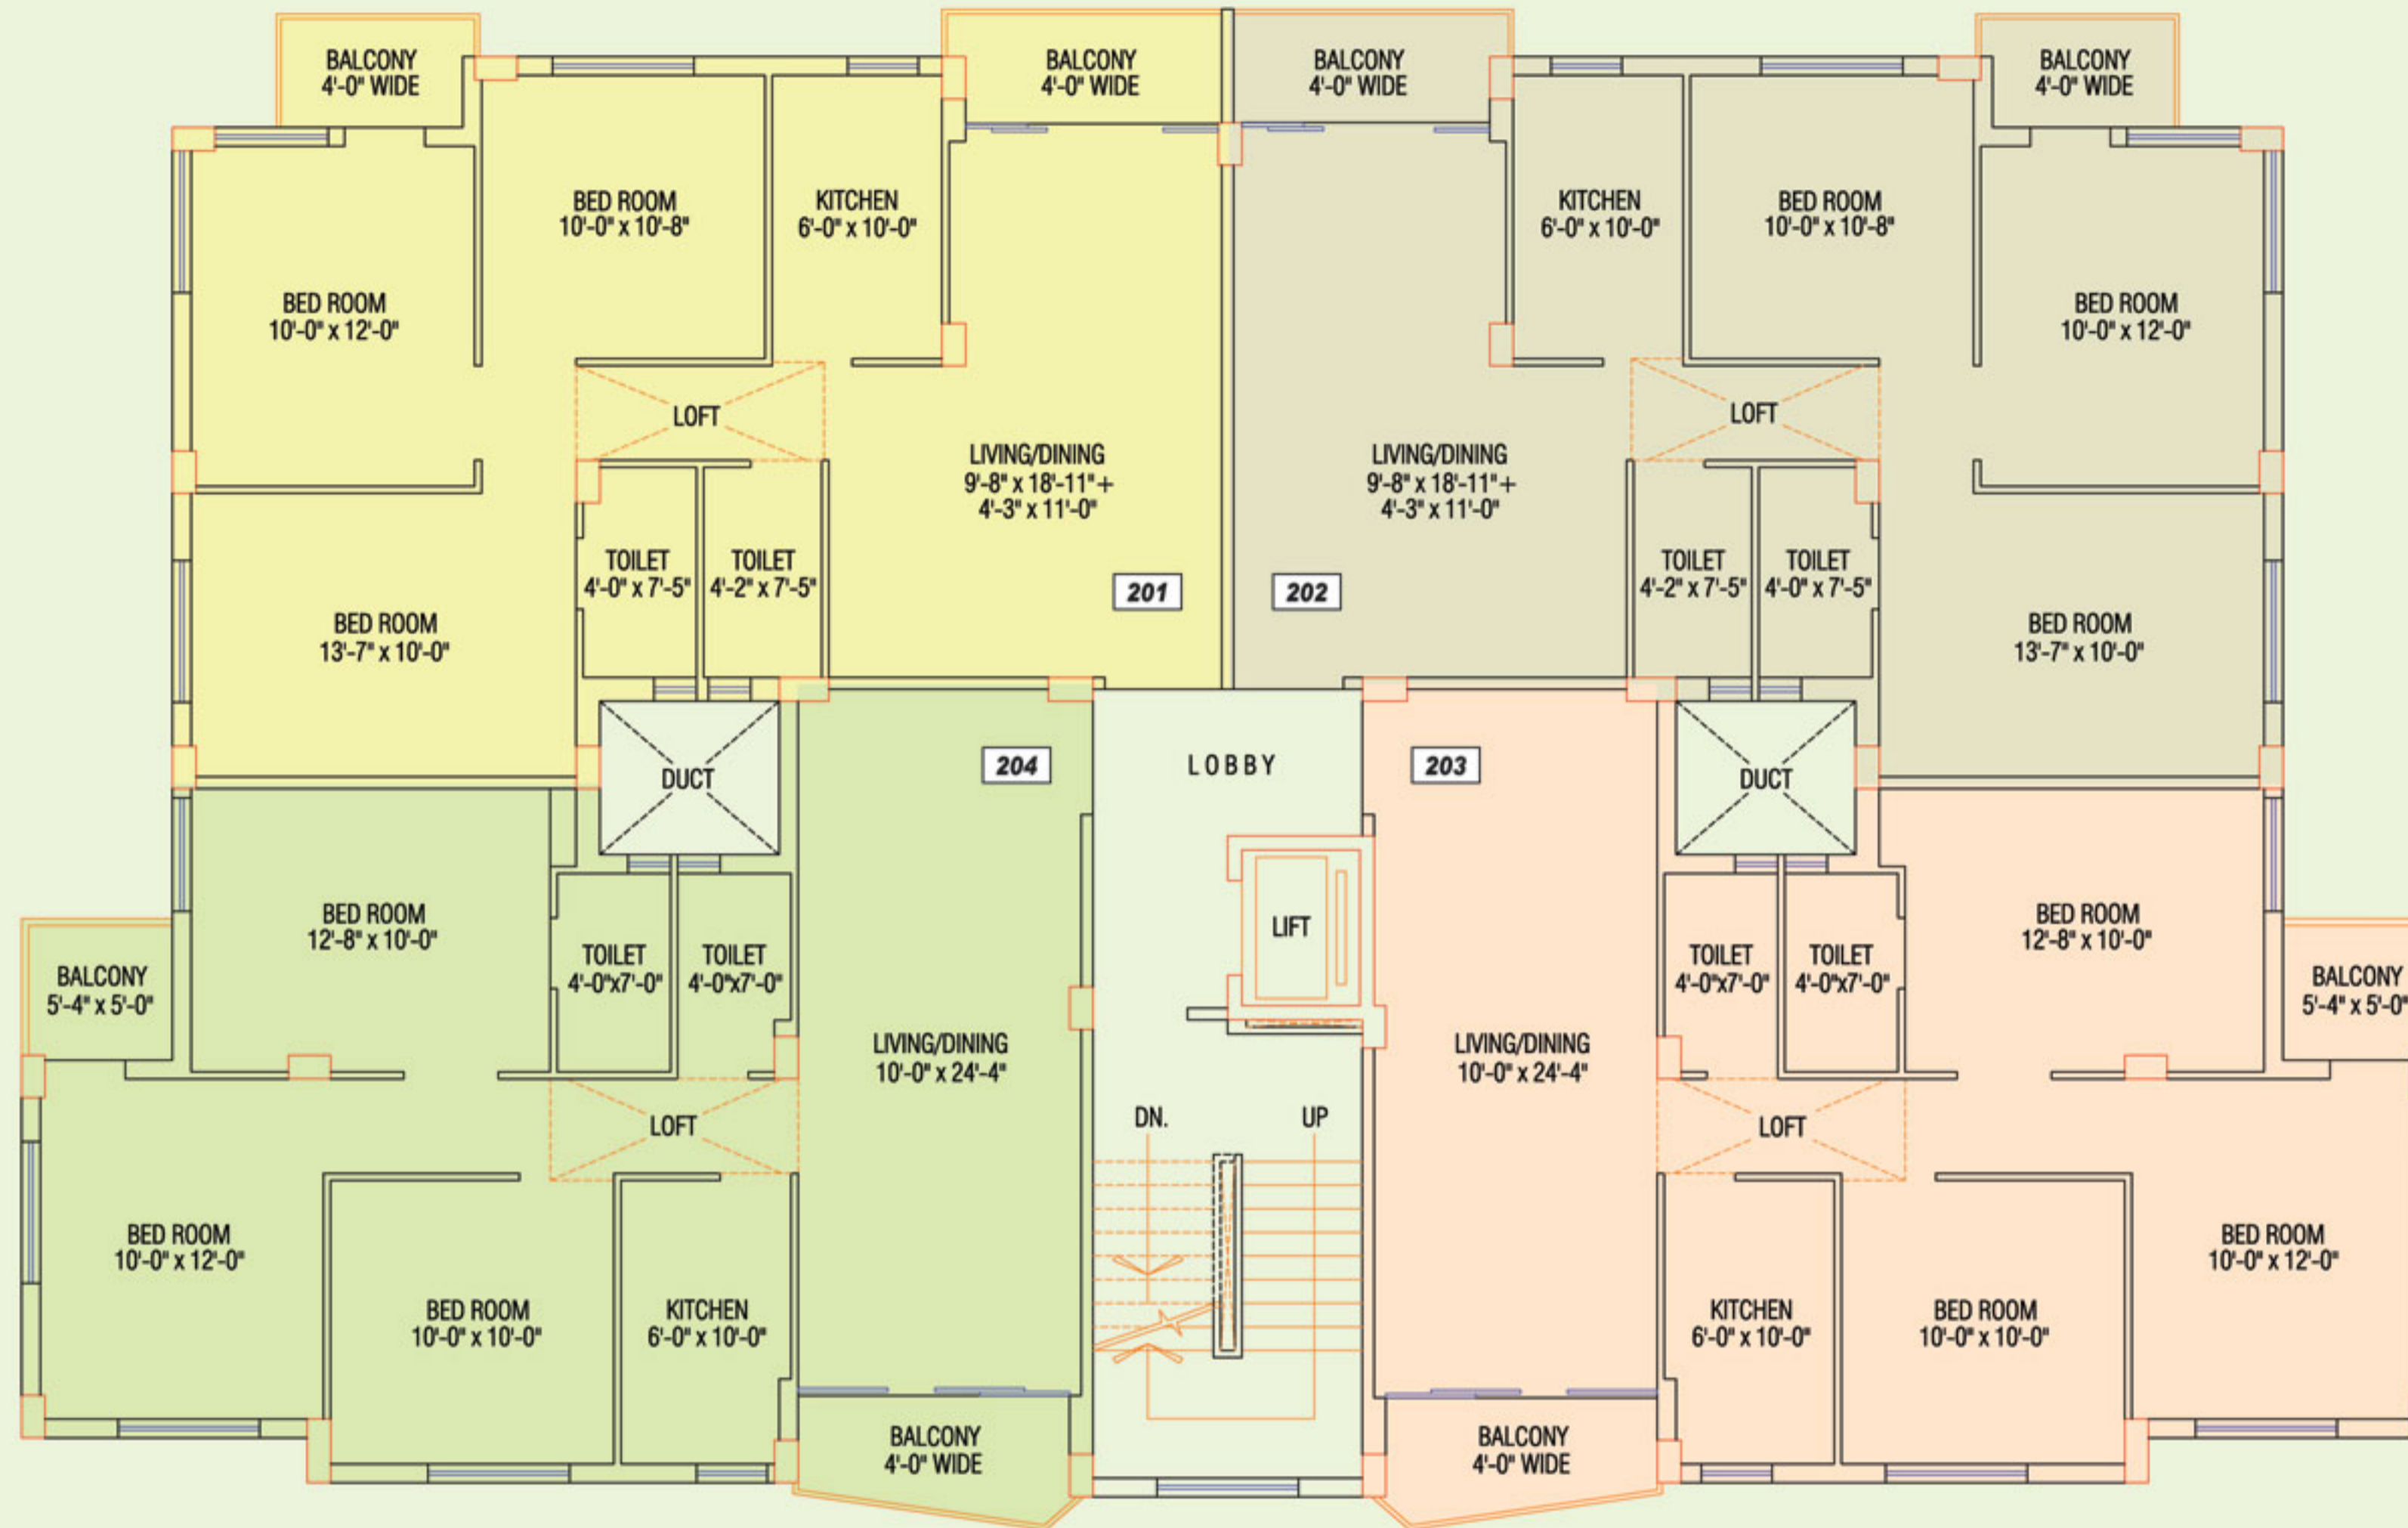 BALCONY
4'-0" WIDE
BALCONY
4'-0" WIDE
BALCONY
4'-0" WIDE
BALCONY
4'-0" WIDE
BED ROOM
10'-0" x 12'-0"
BED ROOM
10'-0" x 10'-8"
KITCHEN
6'-0" x 10'-0"
KITCHEN
6'-0" x 10'-0"
BED ROOM
10'-0" x 10'-8"
BED ROOM
10'-0" x 12'-0"
LOFT
LIVING/DINING
9'-8" x 18'-11"+
4'-3" x 11'-0"
LIVING/DINING
9'-8" x 18'-11"+
4'-3" x 11'-0"
LOFT
BED ROOM
13'-7" x 10'-0"
TOILET
4'-0" x 7'-5"
TOILET
4'-2" x 7'-5"
201
202
TOILET
4'-2" x 7'-5"
TOILET
4'-0" x 7'-5"
BED ROOM
13'-7" x 10'-0"
DUCT
204
LOBBY
203
DUCT
BALCONY
5'-4" x 5'-0"
BED ROOM
12'-8" x 10'-0"
TOILET
4'-0"x7'-0"
TOILET
4'-0"x7'-0"
LIFT
TOILET
4'-0"x7'-0"
TOILET
4'-0"x7'-0"
BED ROOM
12'-8" x 10'-0"
BALCONY
5'-4" x 5'-0"
LIVING/DINING
10'-0" x 24'-4"
LIVING/DINING
10'-0" x 24'-4"
LOFT
DN.
UP
LOFT
BED ROOM
10'-0" x 12'-0"
BED ROOM
10'-0" x 10'-0"
KITCHEN
6'-0" x 10'-0"
KITCHEN
6'-0" x 10'-0"
BED ROOM
10'-0" x 10'-0"
BED ROOM
10'-0" x 12'-0"
BALCONY
4'-0" WIDE
BALCONY
4'-0" WIDE